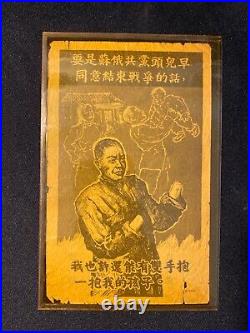 要是蘇俄共黨頭兒早
同意結束戰爭的話，
我也許還能有雙手抱
一抱我的孩子。
vintagememorabilia